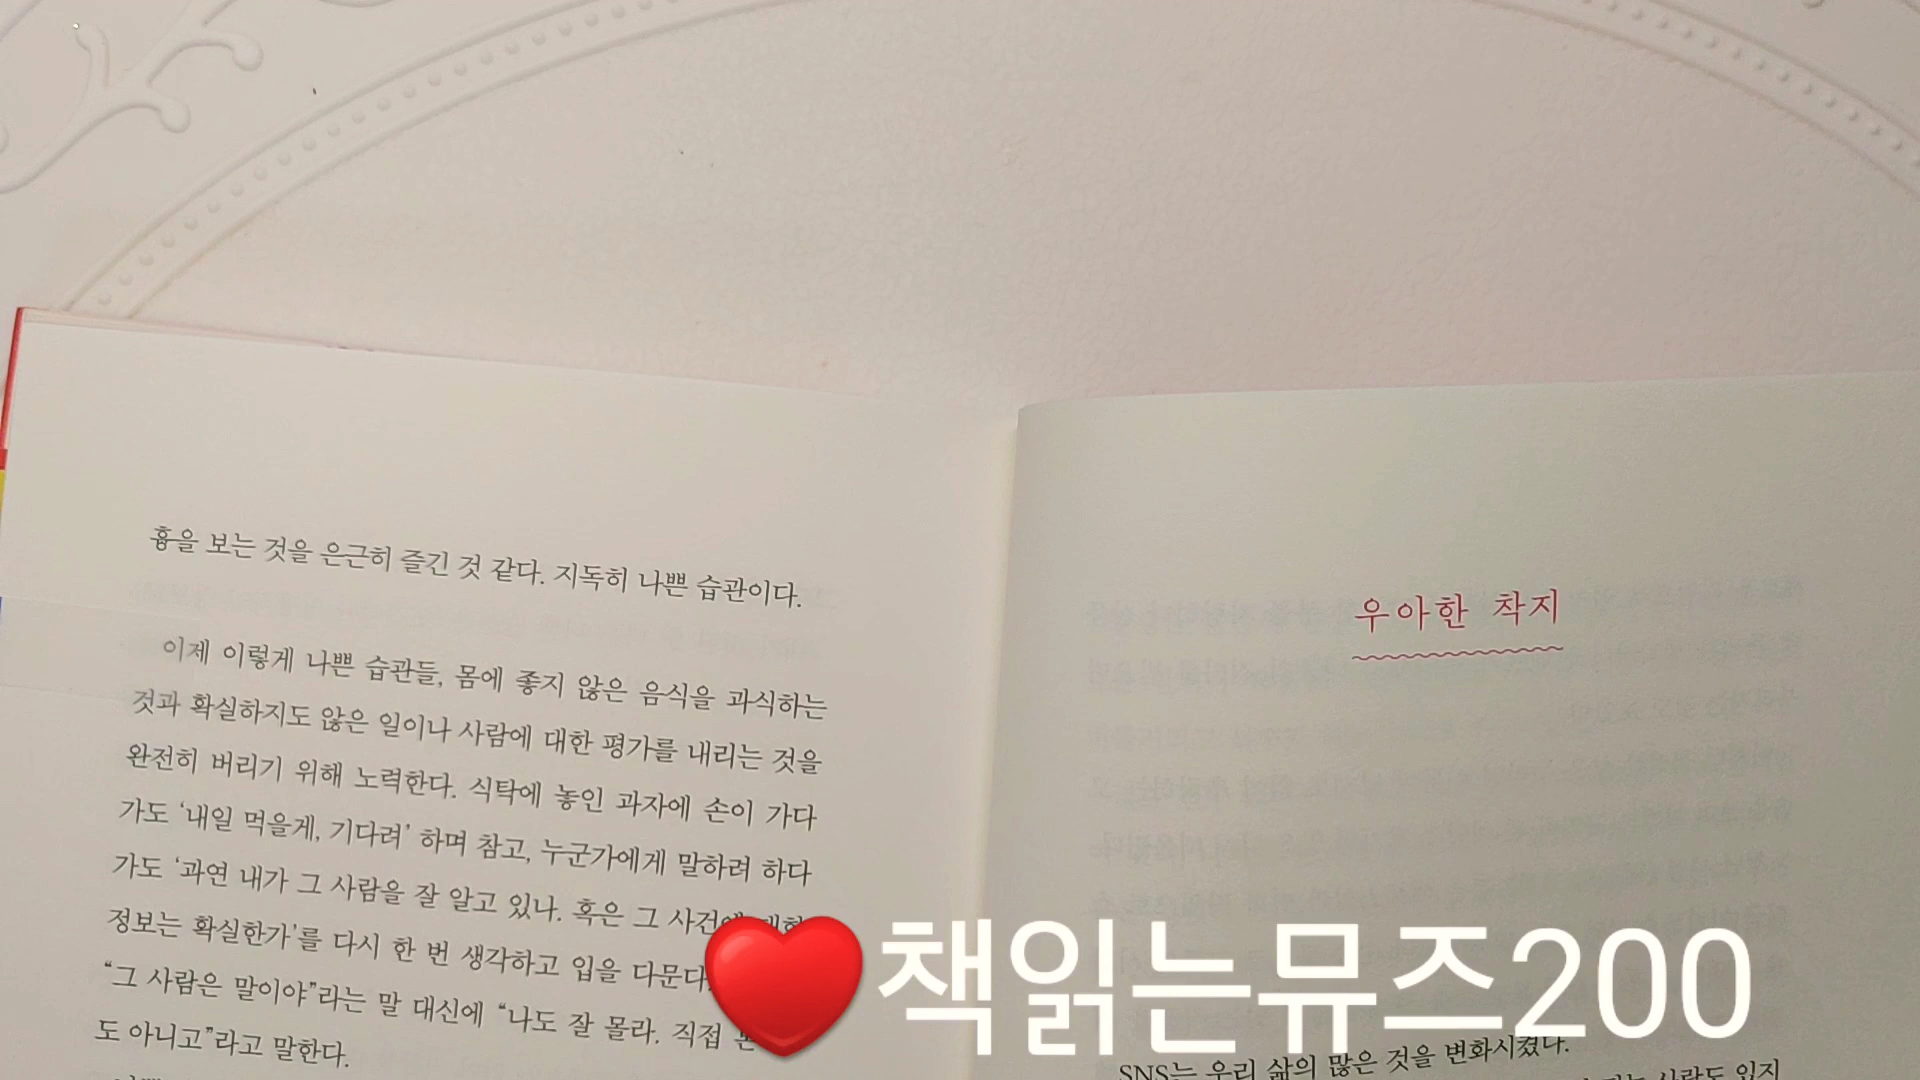 흉을 보는 것을 은근히 즐긴 것 같다. 지독히 나쁜 습관이다.
이제 이렇게 나쁜 습관들, 몸에 좋지 않은 음식을 과식하는
것과 확실하지도 않은 일이나 사람에 대한 평가를 내리는 것을
완전히 버리기 위해 노력한다. 식탁에 놓인 과자에 손이 가다
가도 ‘내일 먹을게, 기다려’ 하며 참고, 누군가에게 말하려 하다
가도 ‘과연 내가 그 사람을 잘 알고 있나. 혹은 그 사건에
정보는 확실한가’를 다시 한 번 생각하고 입을 다문다.
“그 사람은 말이야”라는 말 대신에 “나도 잘 몰라. 직접
도 아니고”라고 말한다.
우아한 착지
SNS는 우리 삶의 많은 것을 변화시켰다.
사람도 있지
책읽는뮤즈200